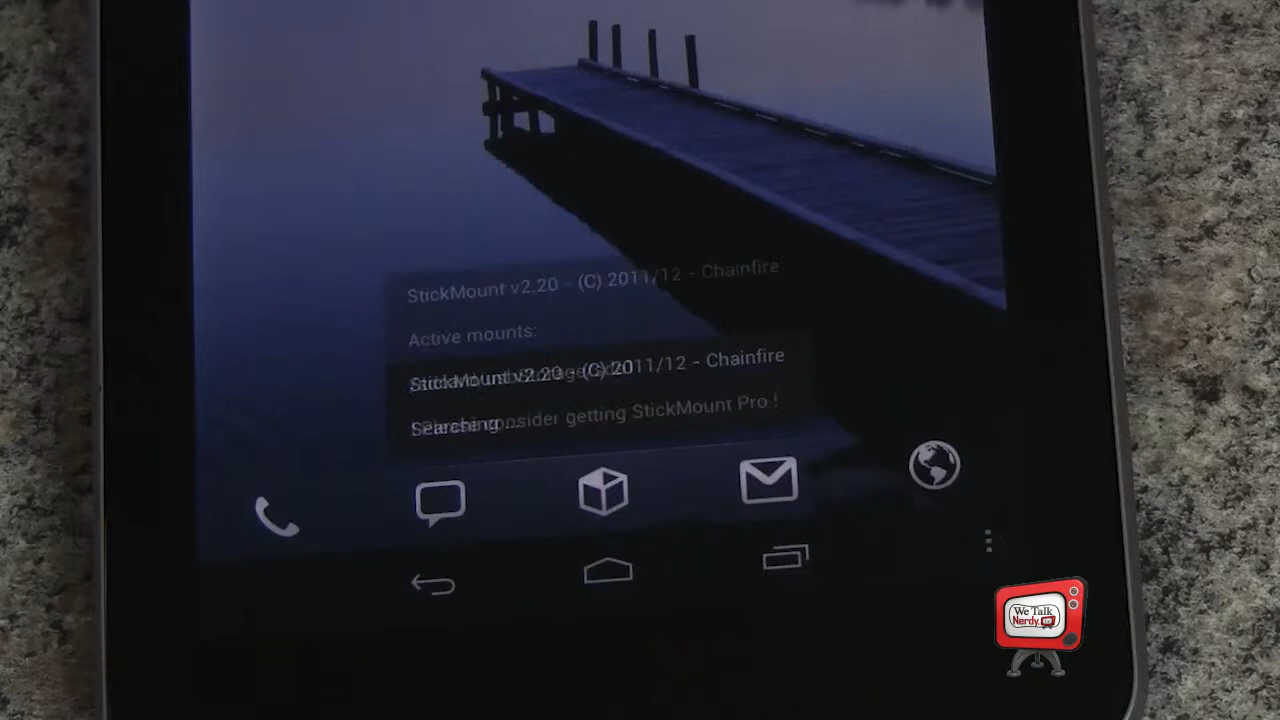 StickMount v2.20 - (C) 2011/12 - Chainfire
Active mounts:
StickMount v2.20 - (C) 2011/12 - Chainfire
Searching ...
Please consider getting StickMount Pro !
We Talk
Nerdy